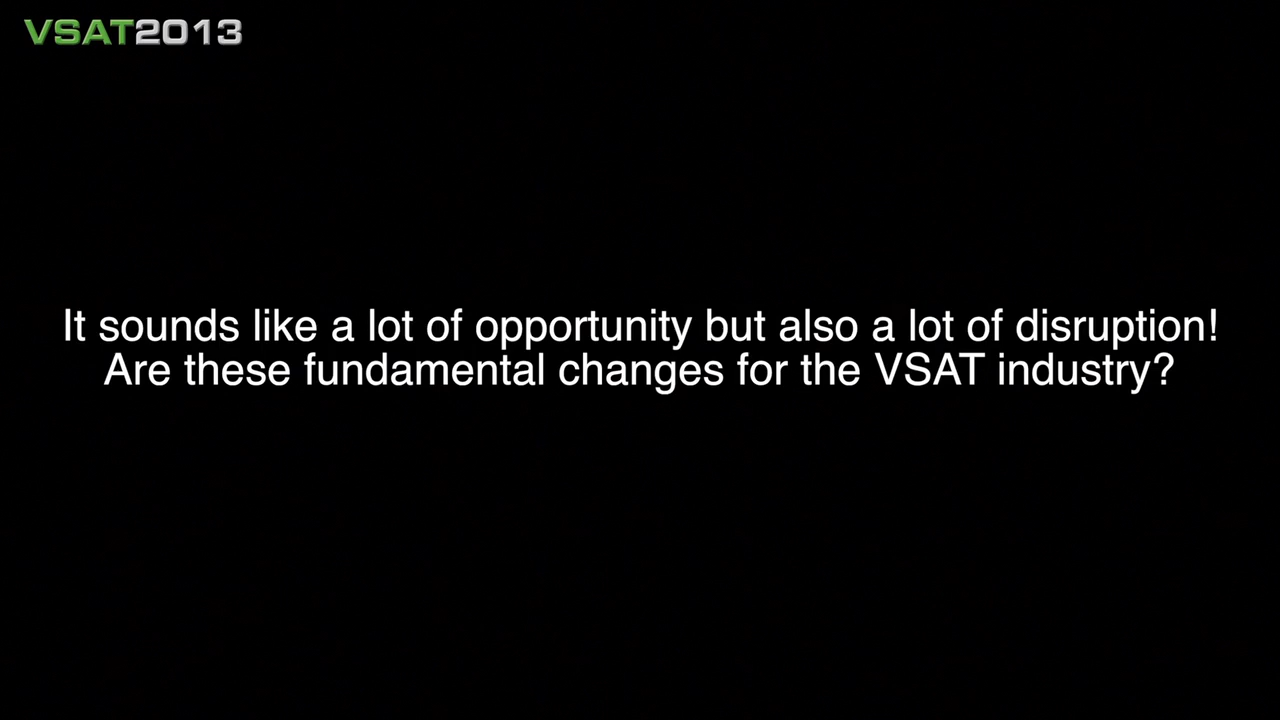 VSAT2013
It sounds like a lot of opportunity but also a lot of disruption!
Are these fundamental changes for the VSAT industry?